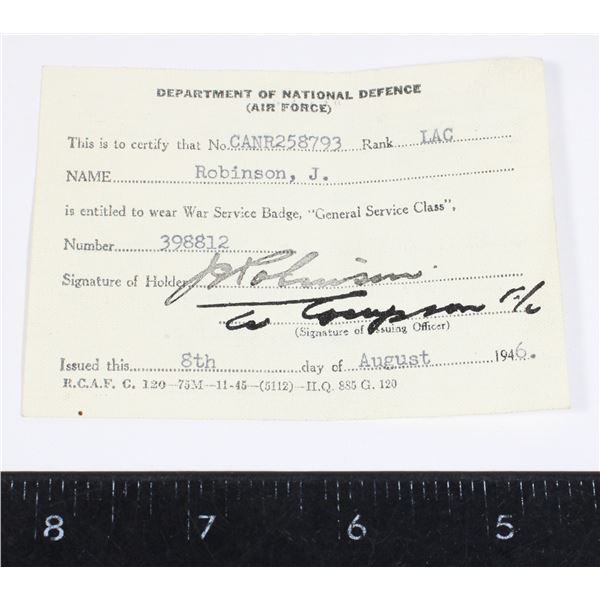 DEPARTMENT OF NATIONAL DEFENCE
(AIR FORCE)
This is to certify that No. CANR258793 Rank LAC
NAME Robinson, J.
is entitled to wear War Service Badge, "General Service Class",
Number 398812
Signature of Holder J Robinson
(Signature of Issuing Officer)
Issued this 8th day of August 1946.
R.C.A.F. G. 120—75M—11-45—(5112)—H.Q. 885 G. 120
8 7 6 5